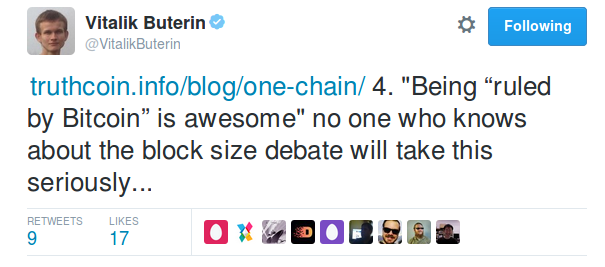 Vitalik Buterin
@VitalikButerin
Following
truthcoin.info/blog/one-chain/ 4. "Being “ruled
by Bitcoin” is awesome" no one who knows
about the block size debate will take this
seriously...
RETWEETS LIKES
9 17